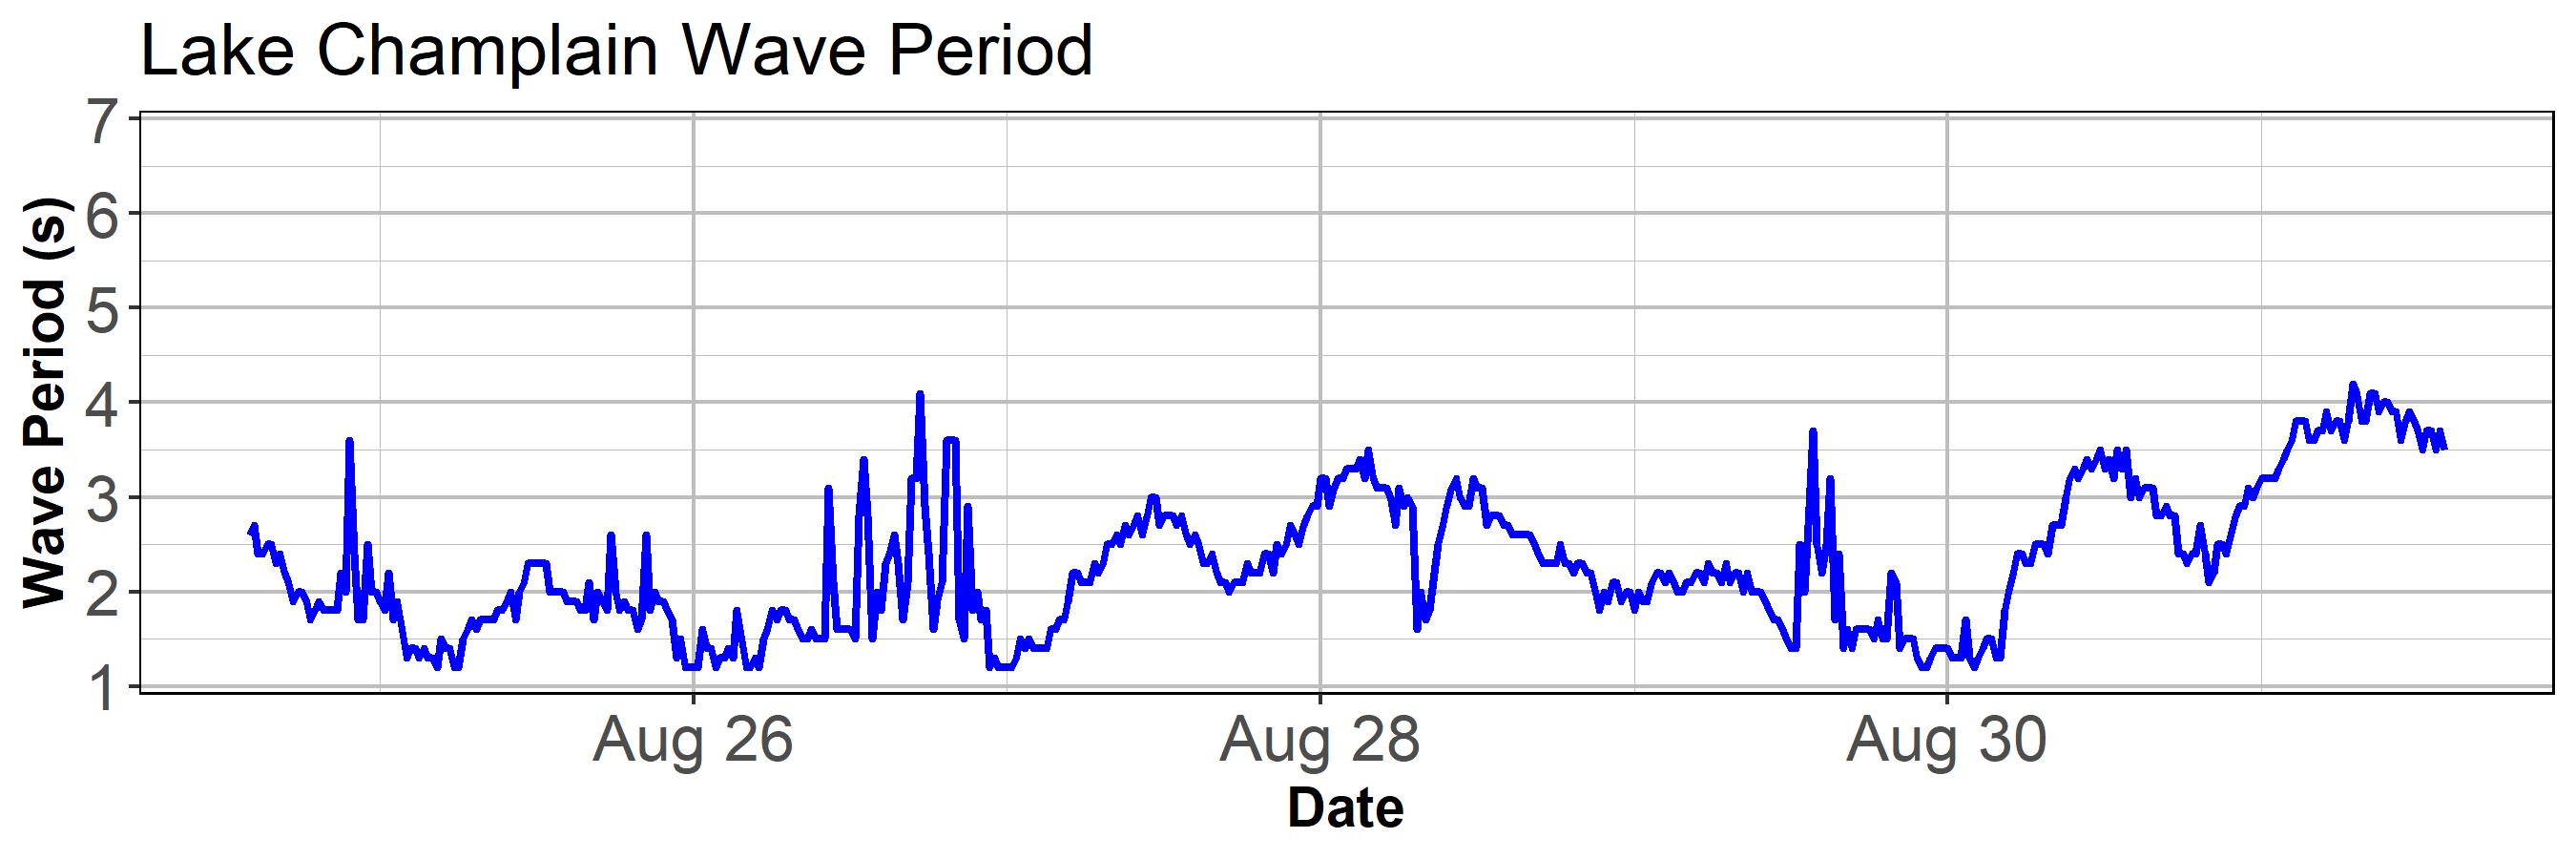 Lake Champlain Wave Period
Wave Period (s)
7
6
5
4
3
2
1
Aug 26
Aug 28
Aug 30
Date